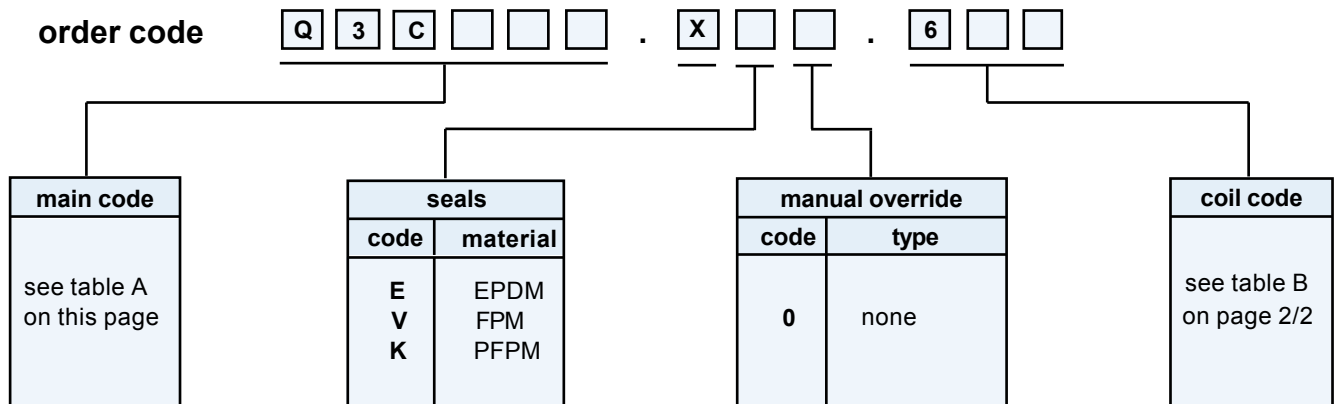 order code Q 3 C . X . 6
main code
see table A
on this page
seals
code material
E EPDM
V FPM
K PFPM
manual override
code type
0 none
coil code
see table B
on page 2/2